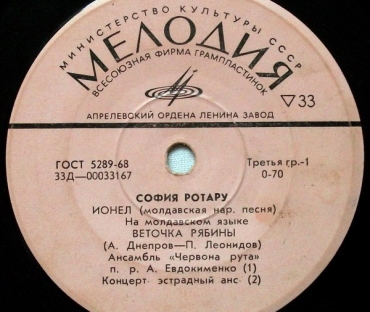 МИНИСТЕРСТВО КУЛЬТУРЫ СССР
МЕЛОДИЯ
ВСЕСОЮЗНАЯ ФИРМА ГРАМПЛАСТИНОК
▽33
АПРЕЛЕВСКИЙ ОРДЕНА ЛЕНИНА ЗАВОД
ГОСТ 5289-68
33Д-00033167
Третья гр.-1
0-70
СОФИЯ РОТАРУ
ИОНЕЛ (молдавская нар. песня)
На молдавском языке
ВЕТОЧКА РЯБИНЫ
(А. Днепров—П. Леонидов)
Ансамбль «Червона рута»
п. р. А. Евдокименко (1)
Концерт эстрадный анс (2)